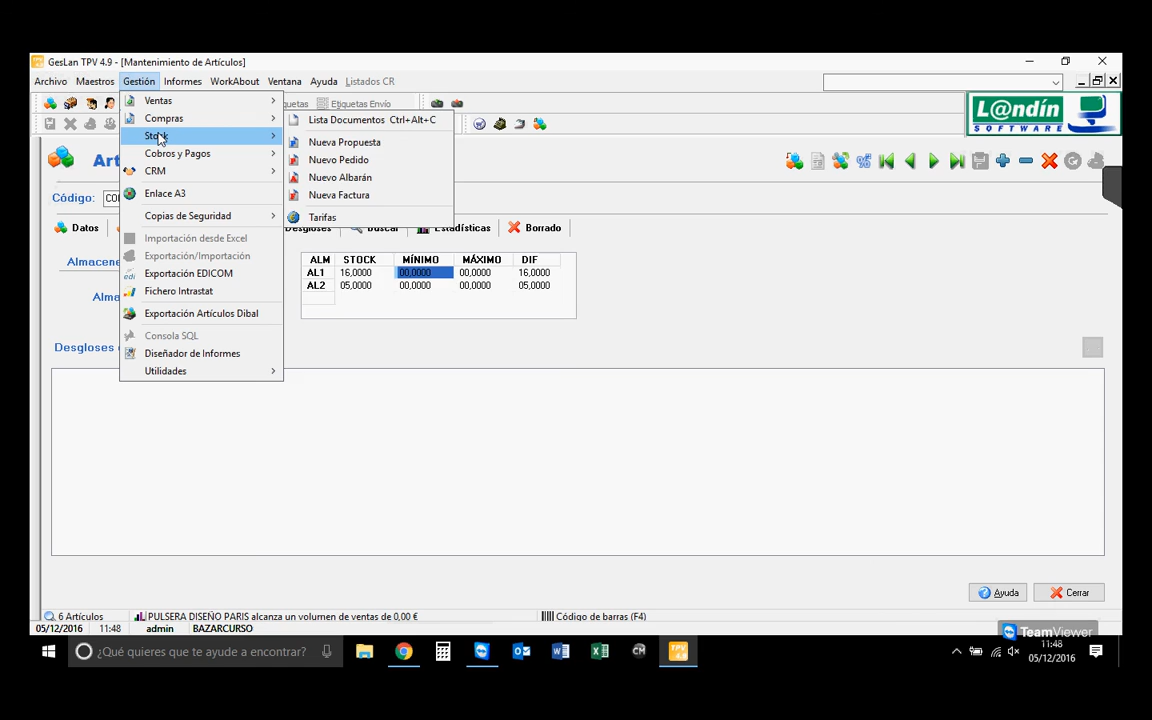 GesLan TPV 4.9 - [Mantenimiento de Artículos]
Archivo Maestros Gestión Informes WorkAbout Ventana Ayuda Listados CR
Ventas
Compras
Stock
Cobros y Pagos
CRM
Enlace A3
Copias de Seguridad
Importación desde Excel
Exportación/Importación
Exportación EDICOM
Fichero Intrastat
Exportación Artículos Dibal
Consola SQL
Diseñador de Informes
Utilidades
Lista Documentos Ctrl+Alt+C
Nueva Propuesta
Nuevo Pedido
Nuevo Albarán
Nueva Factura
Tarifas
Etiquetas Envío
L@ndín
SOFTWARE
Código:
Datos
Estadísticas
Borrado
ALM STOCK MÍNIMO MÁXIMO DIF
AL1 16,0000 00,0000 00,0000 16,0000
AL2 05,0000 00,0000 00,0000 05,0000
Ayuda Cerrar
6 Artículos PULSERA DISEÑO PARIS alcanza un volumen de ventas de 0,00 € Código de barras (F4)
05/12/2016 11:48 admin BAZARCURSO
TeamViewer
¿Qué quieres que te ayude a encontrar?
TPV
4.9
11:48
05/12/2016